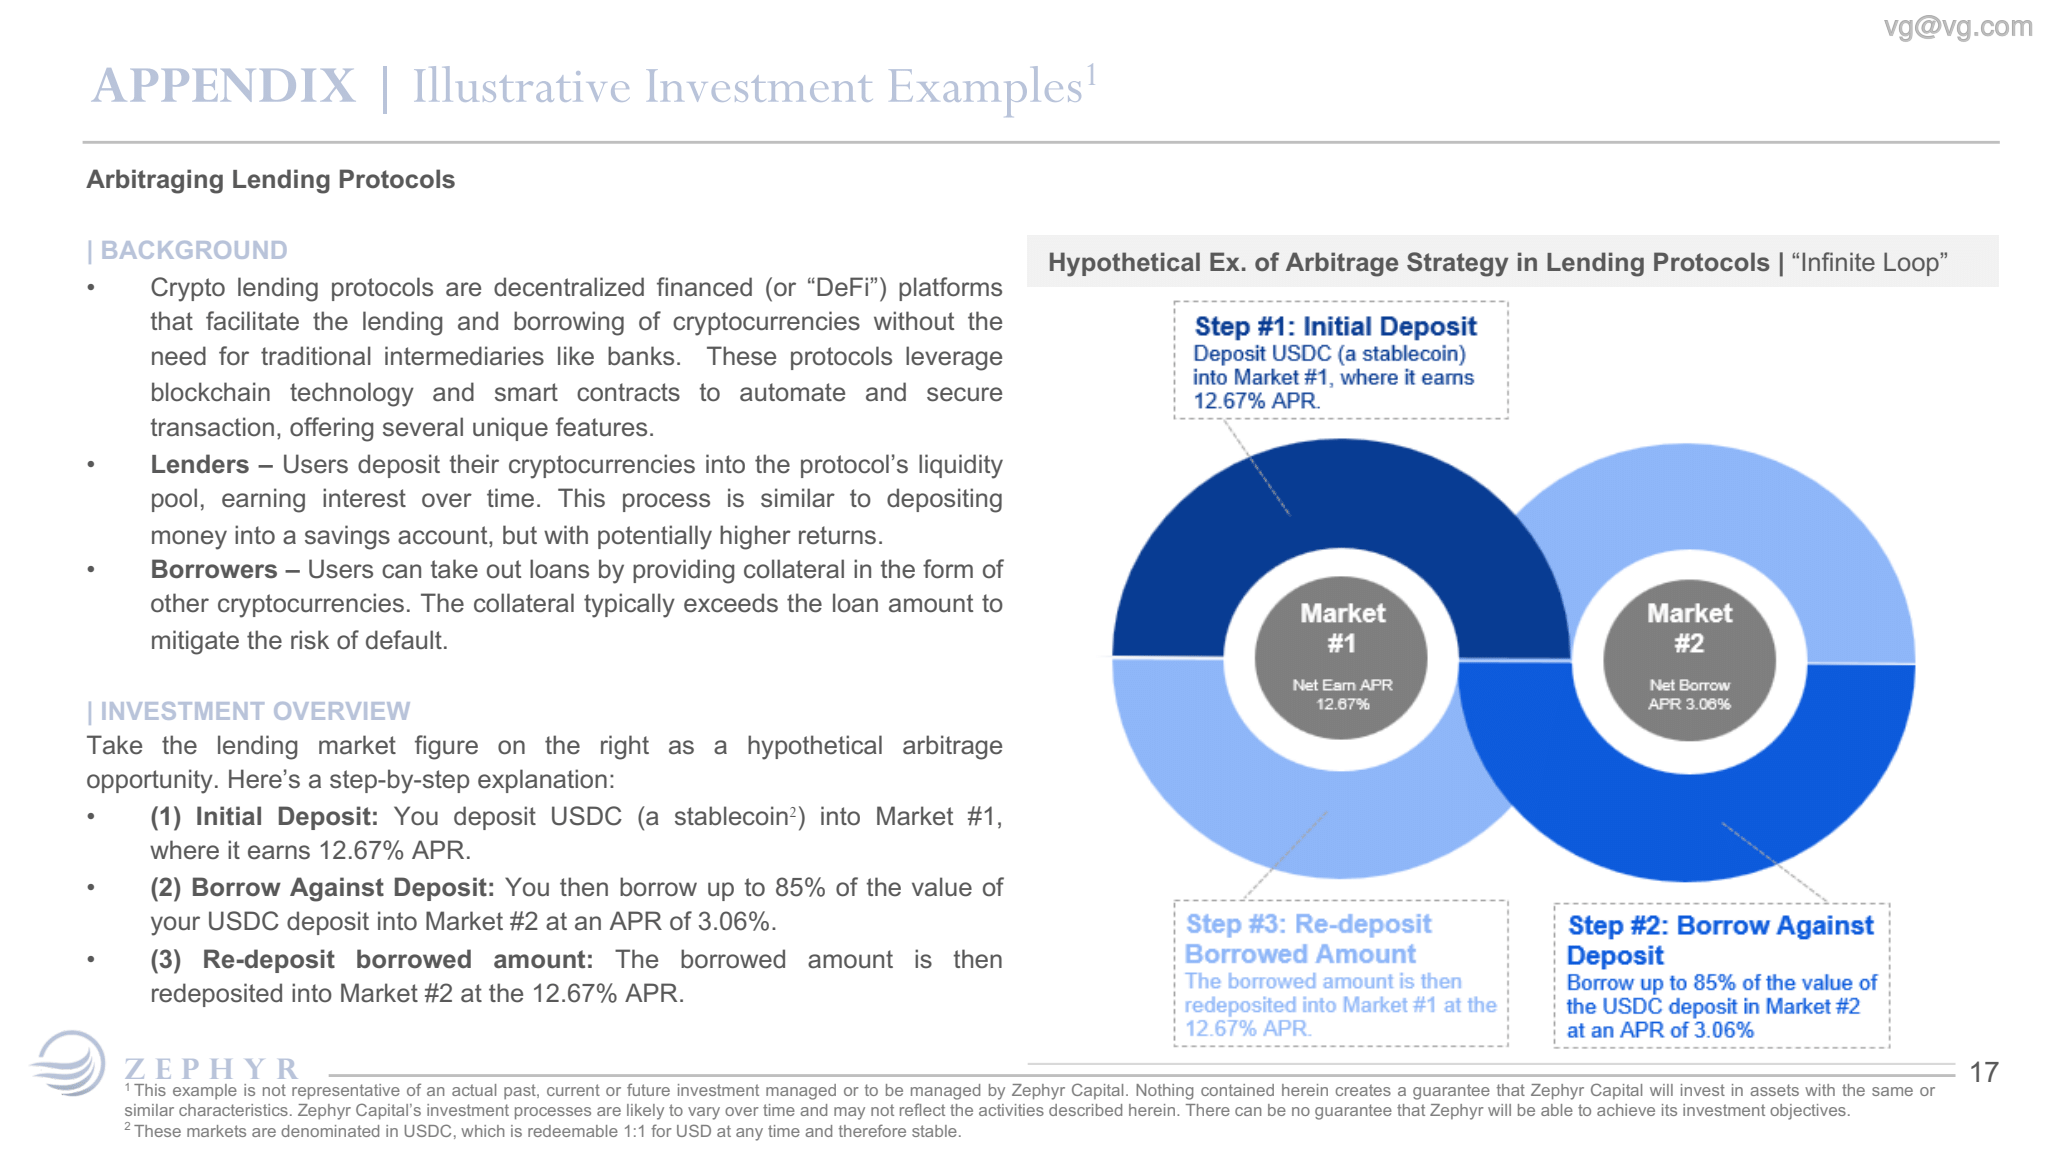 vg@vg.com
APPENDIX | Illustrative Investment Examples¹
Arbitraging Lending Protocols
| BACKGROUND
• Crypto lending protocols are decentralized financed (or “DeFi”) platforms
that facilitate the lending and borrowing of cryptocurrencies without the
need for traditional intermediaries like banks. These protocols leverage
blockchain technology and smart contracts to automate and secure
transaction, offering several unique features.
• Lenders – Users deposit their cryptocurrencies into the protocol’s liquidity
pool, earning interest over time. This process is similar to depositing
money into a savings account, but with potentially higher returns.
• Borrowers – Users can take out loans by providing collateral in the form of
other cryptocurrencies. The collateral typically exceeds the loan amount to
mitigate the risk of default.
| INVESTMENT OVERVIEW
Take the lending market figure on the right as a hypothetical arbitrage
opportunity. Here’s a step-by-step explanation:
• (1) Initial Deposit: You deposit USDC (a stablecoin²) into Market #1,
where it earns 12.67% APR.
• (2) Borrow Against Deposit: You then borrow up to 85% of the value of
your USDC deposit into Market #2 at an APR of 3.06%.
• (3) Re-deposit borrowed amount: The borrowed amount is then
redeposited into Market #2 at the 12.67% APR.
Hypothetical Ex. of Arbitrage Strategy in Lending Protocols | “Infinite Loop”
Step #1: Initial Deposit
Deposit USDC (a stablecoin)
into Market #1, where it earns
12.67% APR.
Market
#1
Net Earn APR
12.67%
Market
#2
Net Borrow
APR 3.06%
Step #3: Re-deposit
Borrowed Amount
The borrowed amount is then
redeposited into Market #1 at the
12.67% APR.
Step #2: Borrow Against
Deposit
Borrow up to 85% of the value of
the USDC deposit in Market #2
at an APR of 3.06%
ZEPHYR
17
¹ This example is not representative of an actual past, current or future investment managed or to be managed by Zephyr Capital. Nothing contained herein creates a guarantee that Zephyr Capital will invest in assets with the same or
similar characteristics. Zephyr Capital’s investment processes are likely to vary over time and may not reflect the activities described herein. There can be no guarantee that Zephyr will be able to achieve its investment objectives.
² These markets are denominated in USDC, which is redeemable 1:1 for USD at any time and therefore stable.